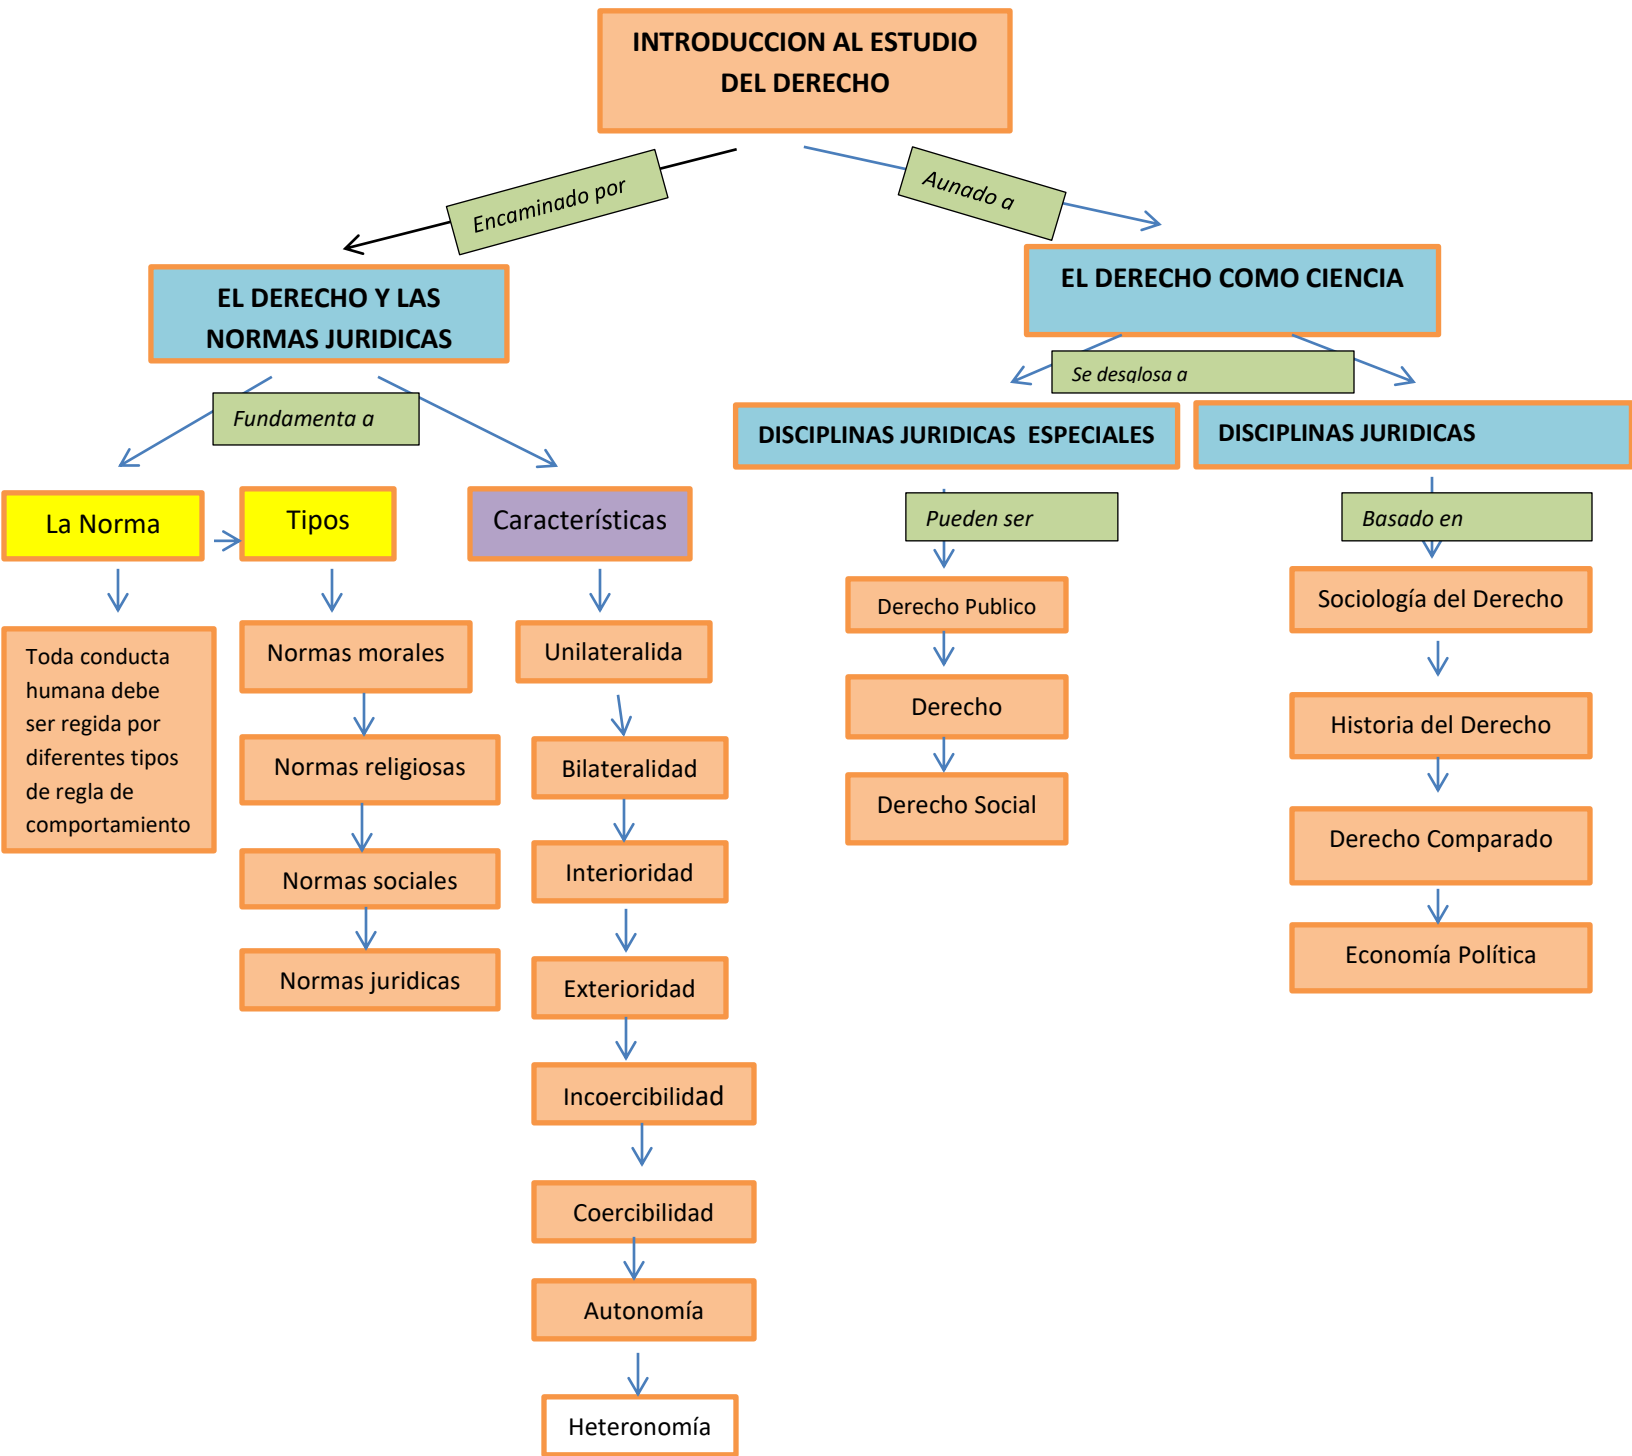 INTRODUCCION AL ESTUDIO
DEL DERECHO
Encaminado por
Aunado a
EL DERECHO Y LAS
NORMAS JURIDICAS
EL DERECHO COMO CIENCIA
Fundamenta a
Se desglosa a
DISCIPLINAS JURIDICAS  ESPECIALES
DISCIPLINAS JURIDICAS
La Norma
Tipos
Características
Pueden ser
Basado en
Toda conducta
humana debe
ser regida por
diferentes tipos
de regla de
comportamiento
Normas morales
Normas religiosas
Normas sociales
Normas juridicas
Unilateralida
Bilateralidad
Interioridad
Exterioridad
Incoercibilidad
Coercibilidad
Autonomía
Heteronomía
Derecho Publico
Derecho
Derecho Social
Sociología del Derecho
Historia del Derecho
Derecho Comparado
Economía Política